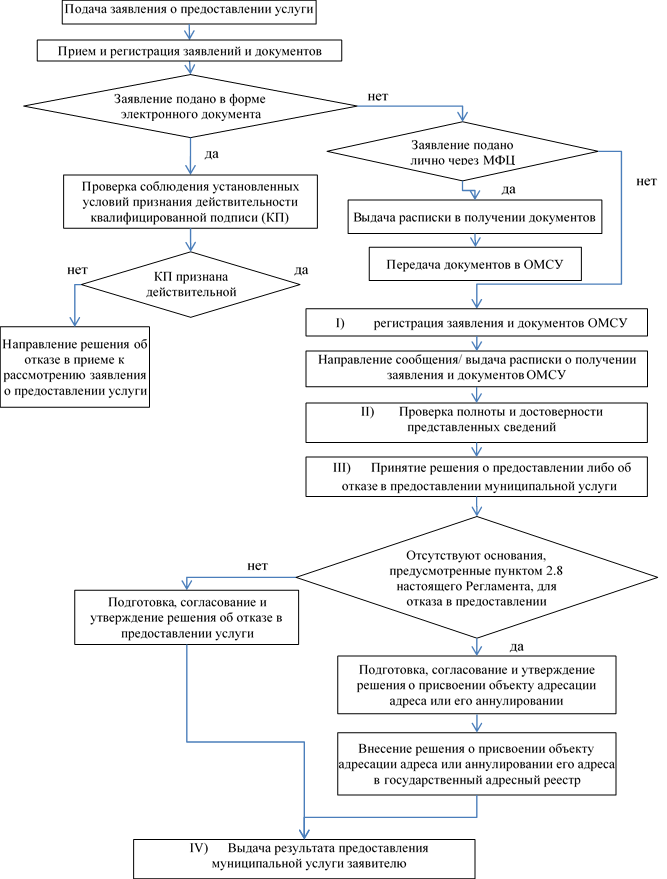 Подача заявления о предоставлении услуги
Прием и регистрация заявлений и документов
Заявление подано в форме
электронного документа
нет
да
Заявление подано
лично через МФЦ
нет
да
Проверка соблюдения установленных
условий признания действительности
квалифицированной подписи (КП)
Выдача расписки в получении документов
Передача документов в ОМСУ
нет
КП признана
действительной
да
I) регистрация заявления и документов ОМСУ
Направление решения об
отказе в приеме к
рассмотрению заявления
о предоставлении услуги
Направление сообщения/ выдача расписки о получении
заявления и документов ОМСУ
II) Проверка полноты и достоверности
представленных сведений
III) Принятие решения о предоставлении либо об
отказе в предоставлении муниципальной услуги
Отсутствуют основания,
предусмотренные пунктом 2.8
настоящего Регламента, для
отказа в предоставлении
нет
да
Подготовка, согласование и
утверждение решения об отказе в
предоставлении услуги
Подготовка, согласование и утверждение
решения о присвоении объекту адресации
адреса или его аннулировании
Внесение решения о присвоении объекту
адресации адреса или аннулировании его адреса
в государственный адресный реестр
IV) Выдача результата предоставления
муниципальной услуги заявителю